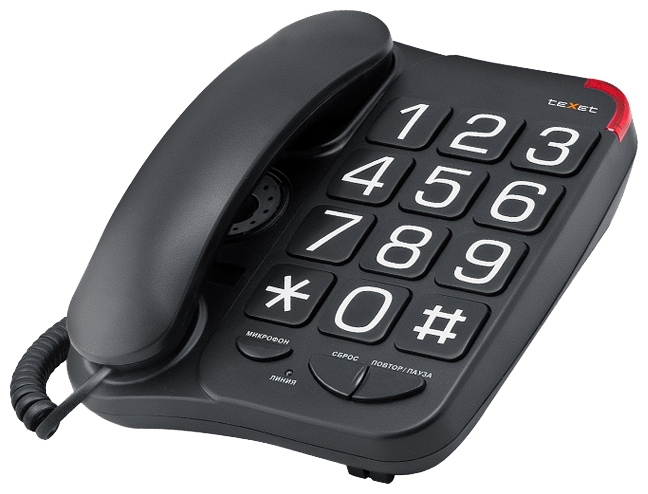 teXet
1 2 3
4 5 6
7 8 9
* 0 #
МИКРОФОН
СБРОС
ПОВТОР/ПАУЗА
ЛИНИЯ